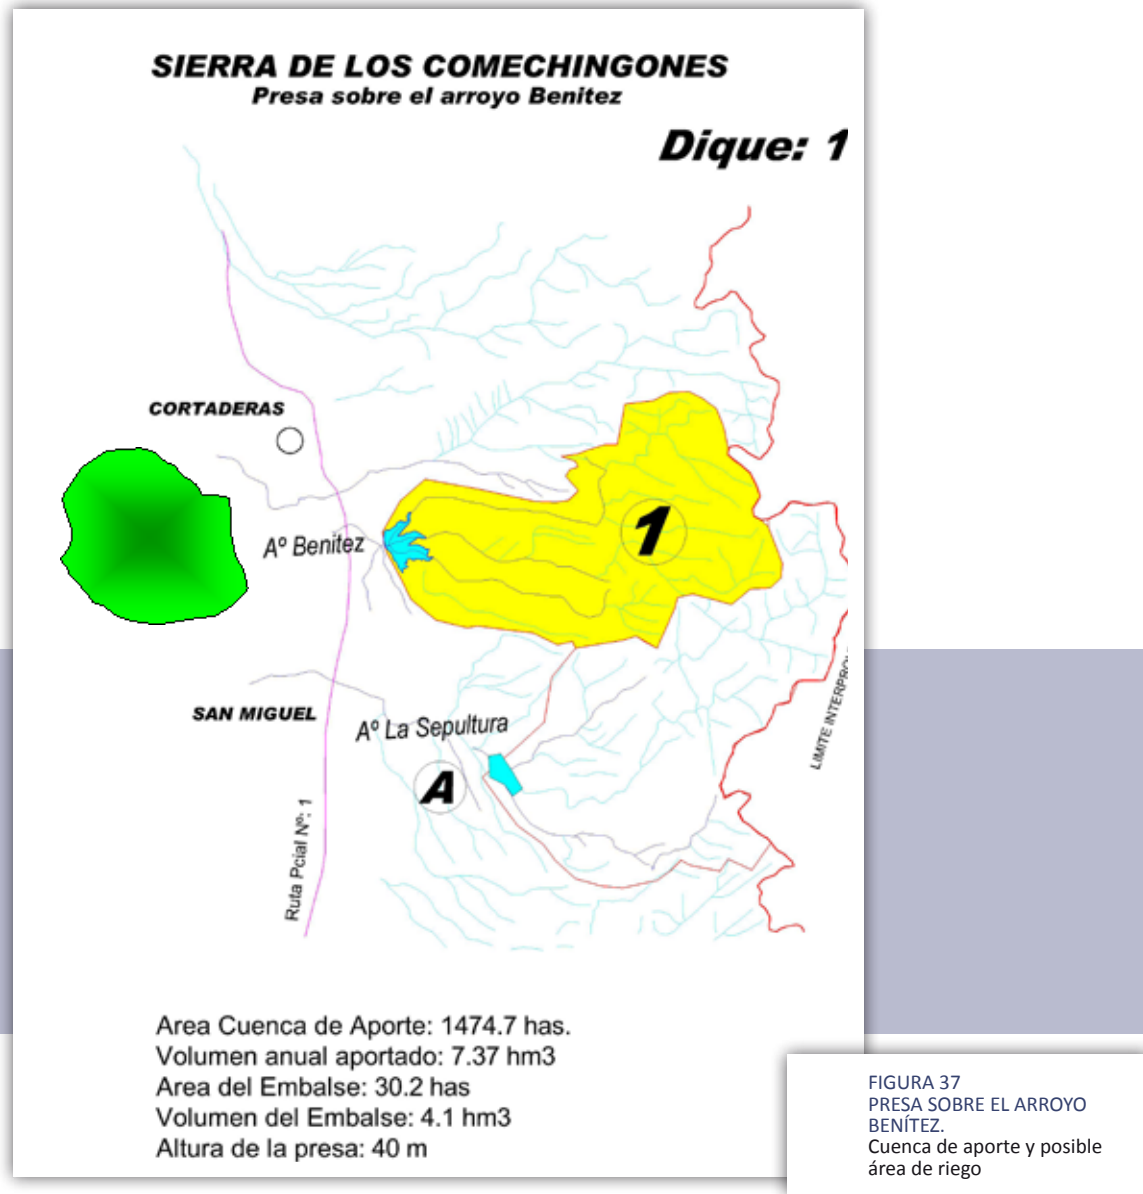 SIERRA DE LOS COMECHINGONES
Presa sobre el arroyo Benitez
Dique: 1
CORTADERAS
1
Aº Benitez
SAN MIGUEL
Aº La Sepultura
A
LIMITE INTERPROV
Ruta Pcial Nº: 1
Area Cuenca de Aporte: 1474.7 has.
Volumen anual aportado: 7.37 hm3
Area del Embalse: 30.2 has
Volumen del Embalse: 4.1 hm3
Altura de la presa: 40 m
FIGURA 37
PRESA SOBRE EL ARROYO
BENÍTEZ.
Cuenca de aporte y posible
área de riego